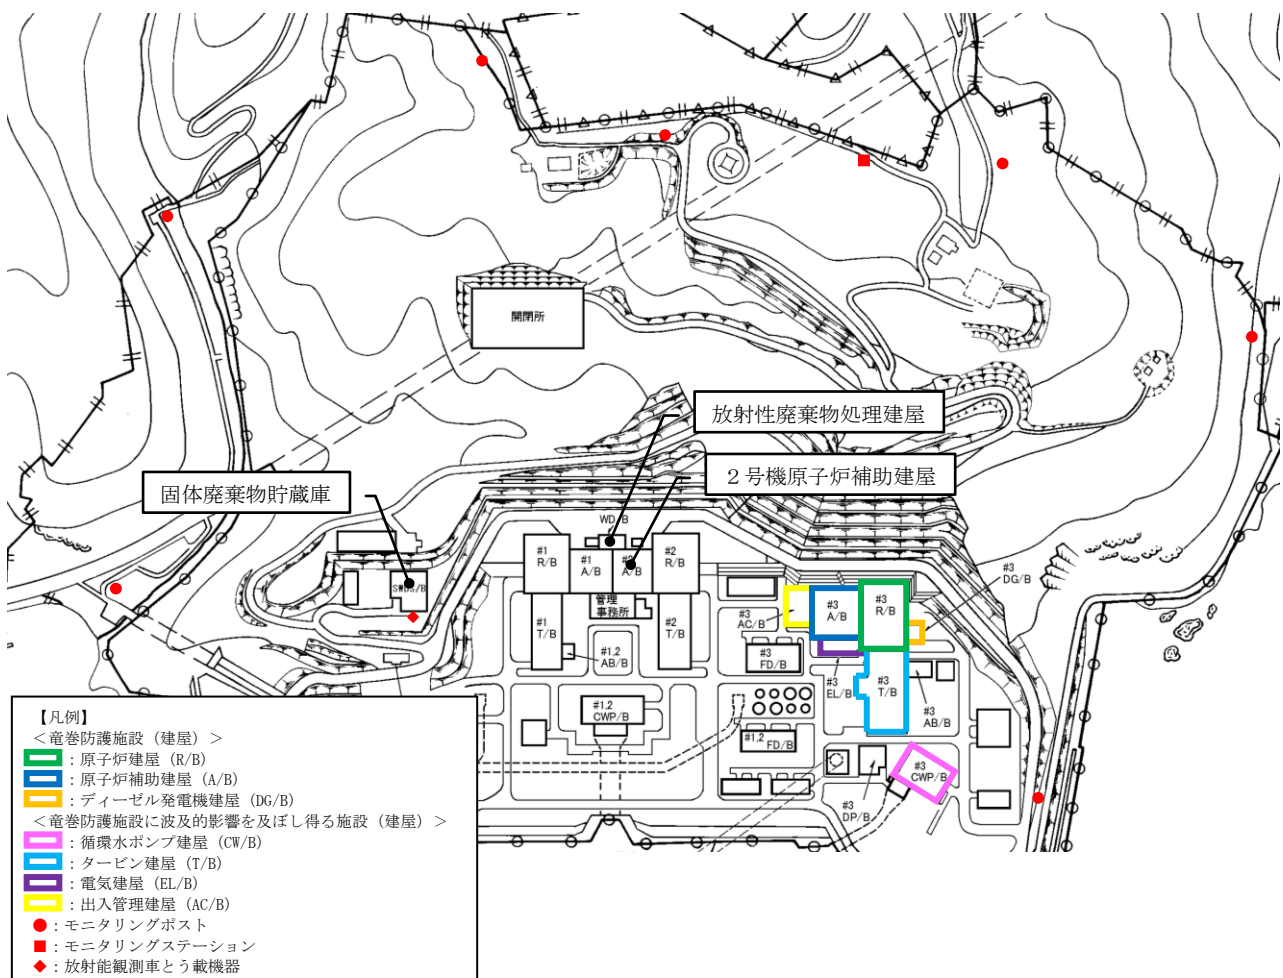 開閉所
放射性廃棄物処理建屋
２号機原子炉補助建屋
固体廃棄物貯蔵庫
WD/B
#1
R/B
#1
A/B
#2
A/B
#2
R/B
SWDS/B
管理
事務所
#1
T/B
#2
T/B
#1,2
AB/B
#1,2
CWP/B
#3
DG/B
#3
AC/B
#3
A/B
#3
R/B
#3
FD/B
#3
EL/B
#3
T/B
#3
AB/B
#1,2 FD/B
#3
CWP/B
#3
DP/B
【凡例】
＜竜巻防護施設（建屋）＞
：原子炉建屋（R/B）
：原子炉補助建屋（A/B）
：ディーゼル発電機建屋（DG/B）
＜竜巻防護施設に波及的影響を及ぼし得る施設（建屋）＞
：循環水ポンプ建屋（CW/B）
：タービン建屋（T/B）
：電気建屋（EL/B）
：出入管理建屋（AC/B）
：モニタリングポスト
：モニタリングステーション
：放射能観測車とう載機器